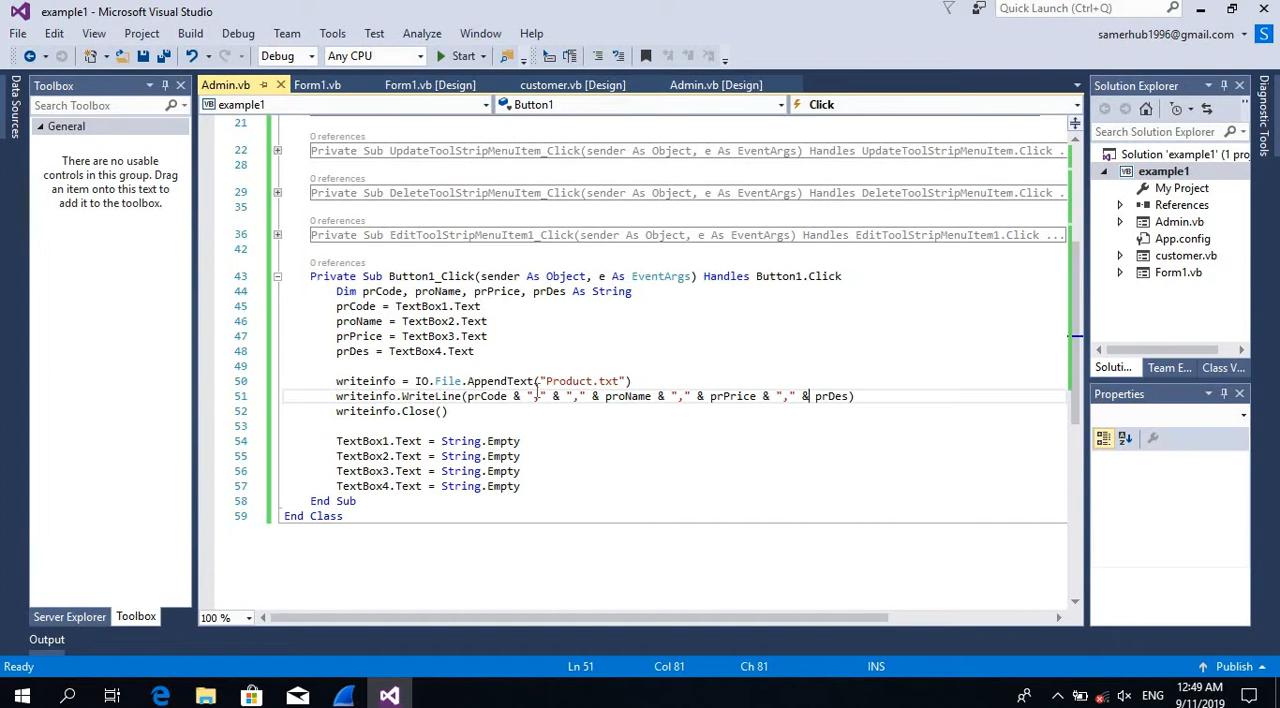 example1 - Microsoft Visual Studio
Quick Launch (Ctrl+Q)
File Edit View Project Build Debug Team Tools Test Analyze Window Help
samerhub1996@gmail.com S
Debug Any CPU Start
Data Sources
Toolbox
Search Toolbox
General
There are no usable
controls in this group. Drag
an item onto this text to
add it to the toolbox.
Server Explorer Toolbox
Admin.vb Form1.vb Form1.vb [Design] customer.vb [Design] Admin.vb [Design]
example1 Button1 Click
21
0 references
22 Private Sub UpdateToolStripMenuItem_Click(sender As Object, e As EventArgs) Handles UpdateToolStripMenuItem.Click ...
28
0 references
29 Private Sub DeleteToolStripMenuItem_Click(sender As Object, e As EventArgs) Handles DeleteToolStripMenuItem.Click ...
35
0 references
36 Private Sub EditToolStripMenuItem1_Click(sender As Object, e As EventArgs) Handles EditToolStripMenuItem1.Click ...
42
0 references
43 Private Sub Button1_Click(sender As Object, e As EventArgs) Handles Button1.Click
44 Dim prCode, proName, prPrice, prDes As String
45 prCode = TextBox1.Text
46 proName = TextBox2.Text
47 prPrice = TextBox3.Text
48 prDes = TextBox4.Text
49
50 writeinfo = IO.File.AppendText("Product.txt")
51 writeinfo.WriteLine(prCode & "," & "," & proName & "," & prPrice & "," & prDes)
52 writeinfo.Close()
53
54 TextBox1.Text = String.Empty
55 TextBox2.Text = String.Empty
56 TextBox3.Text = String.Empty
57 TextBox4.Text = String.Empty
58 End Sub
59 End Class
100 %
Solution Explorer
Search Solution Explorer
Solution 'example1' (1 pro
example1
My Project
References
Admin.vb
App.config
customer.vb
Form1.vb
Soluti... Team E... Class V...
Properties
Diagnostic Tools
Output
Ready Ln 51 Col 81 Ch 81 INS Publish
ENG 12:49 AM
9/11/2019